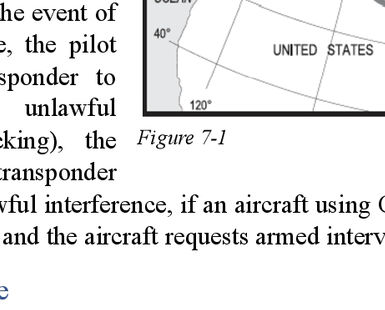 he event of
e, the pilot
sponder to
unlawful
cking), the
transponder
wful interference, if an aircraft using
and the aircraft requests armed interv
e
40°
UNITED STATES
120°
Figure 7-1